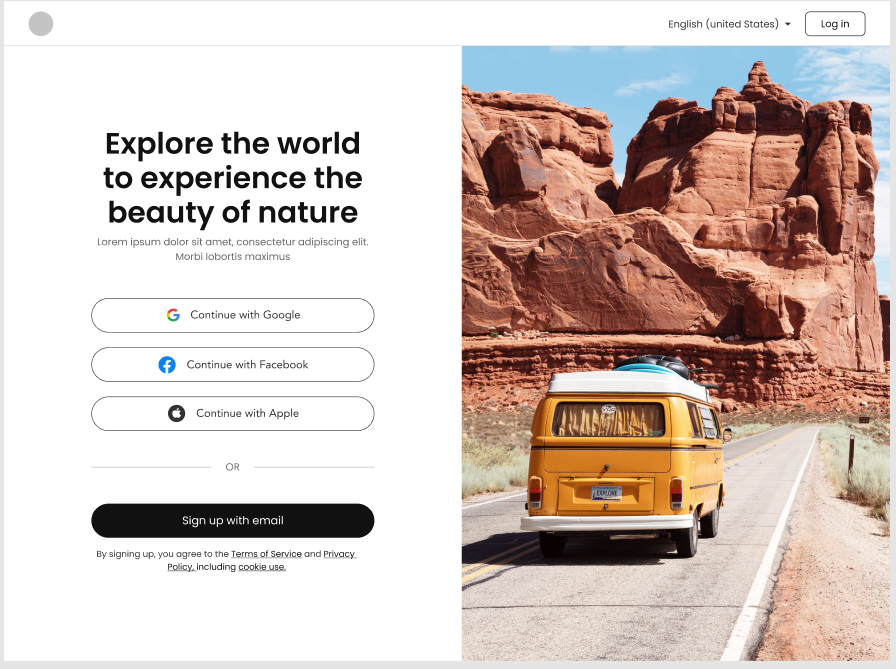 English (united States)
Log in
Explore the world
to experience the
beauty of nature
Lorem ipsum dolor sit amet, consectetur adipiscing elit.
Morbi lobortis maximus
Continue with Google
Continue with Facebook
Continue with Apple
OR
Sign up with email
By signing up, you agree to the Terms of Service and Privacy
Policy, including cookie use.
EXPLORE